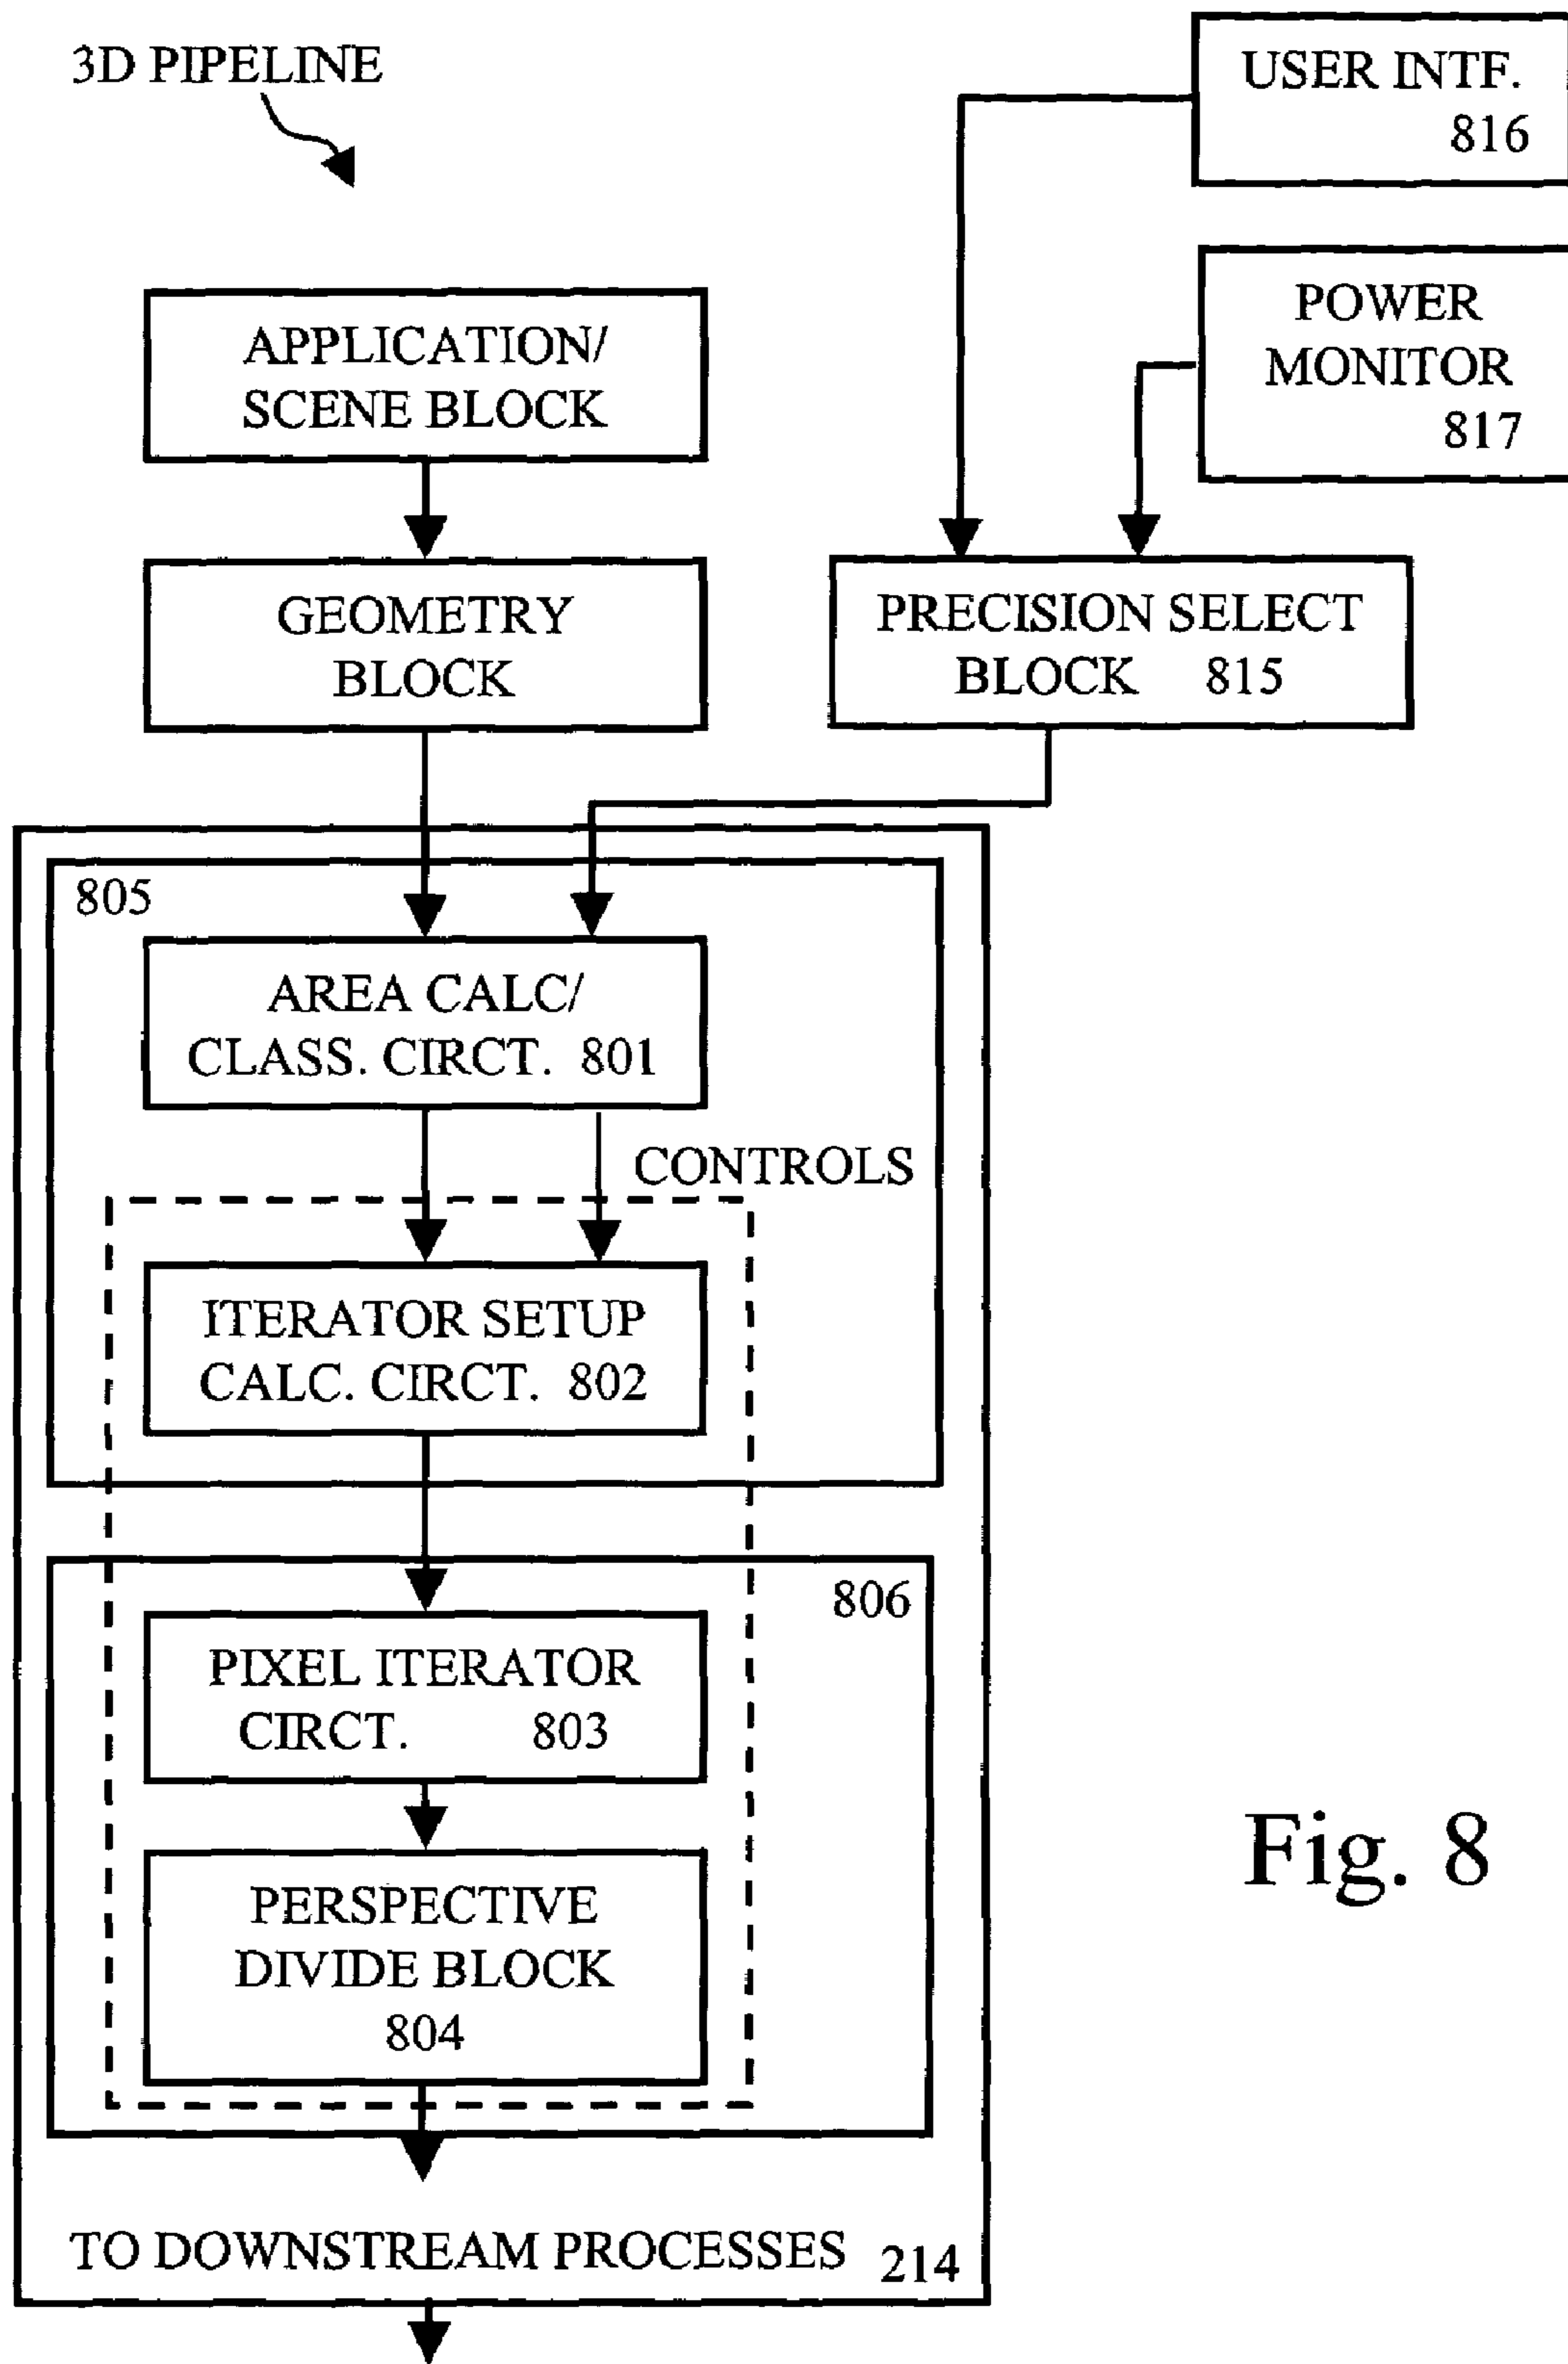 3D PIPELINE
USER INTF.
816
POWER
MONITOR
817
APPLICATION/
SCENE BLOCK
GEOMETRY
BLOCK
PRECISION SELECT
BLOCK 815
805
AREA CALC/
CLASS. CIRCT. 801
CONTROLS
ITERATOR SETUP
CALC. CIRCT. 802
806
PIXEL ITERATOR
CIRCT. 803
PERSPECTIVE
DIVIDE BLOCK
804
TO DOWNSTREAM PROCESSES 214
Fig. 8